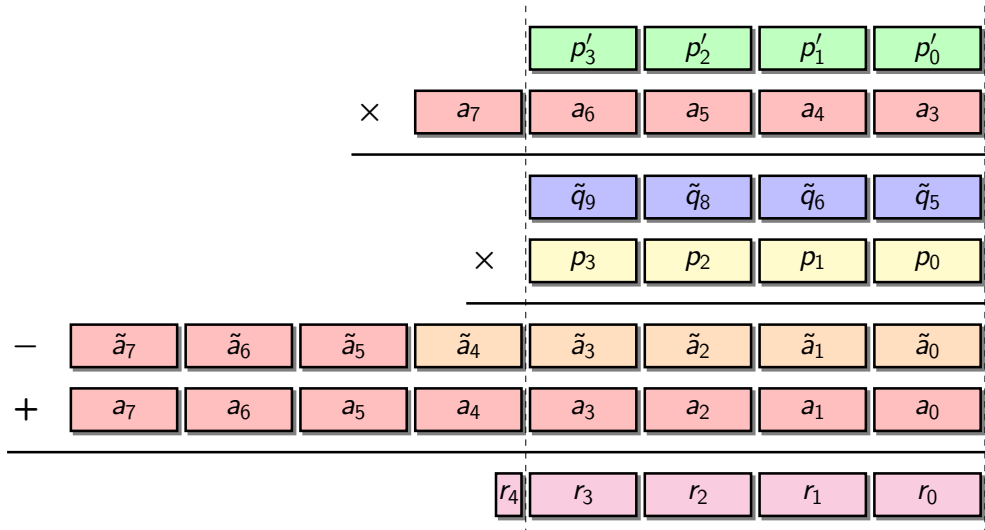 p′₃ p′₂ p′₁ p′₀
× a₇ a₆ a₅ a₄ a₃
q̃₉ q̃₈ q̃₆ q̃₅
× p₃ p₂ p₁ p₀
− ã₇ ã₆ ã₅ ã₄ ã₃ ã₂ ã₁ ã₀
+ a₇ a₆ a₅ a₄ a₃ a₂ a₁ a₀
r₄ r₃ r₂ r₁ r₀